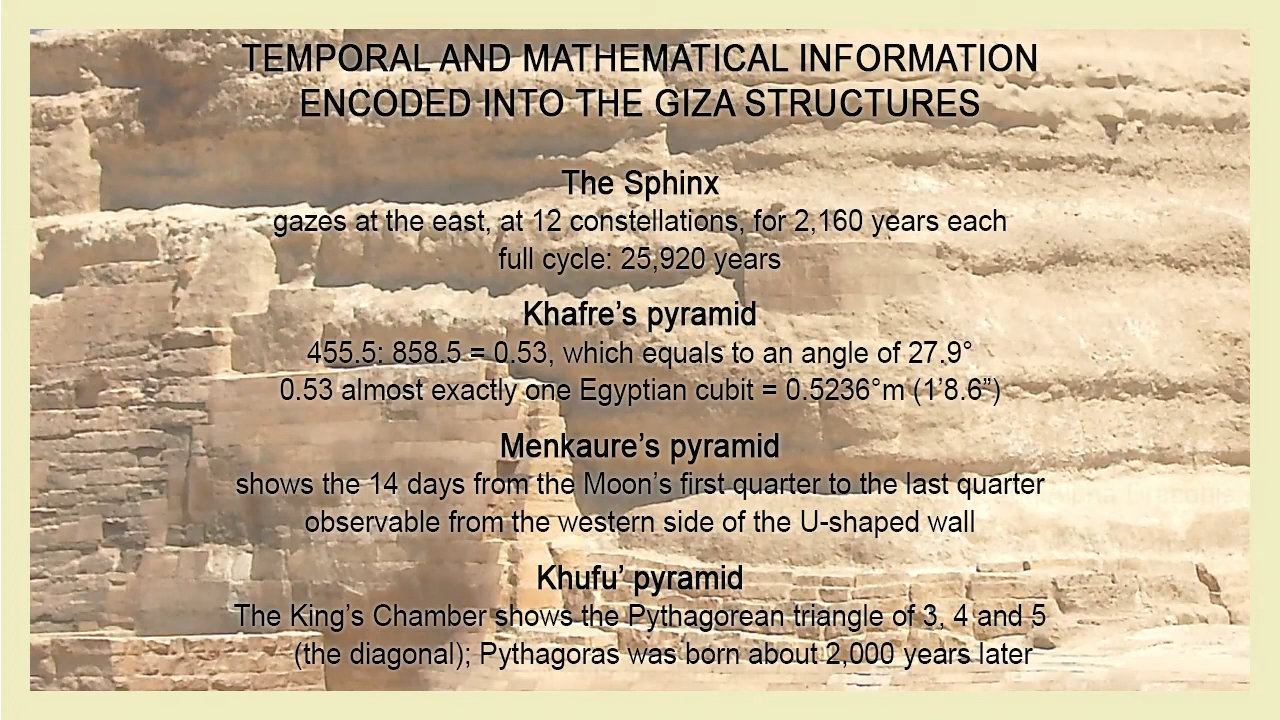 TEMPORAL AND MATHEMATICAL INFORMATION
ENCODED INTO THE GIZA STRUCTURES
The Sphinx
gazes at the east, at 12 constellations, for 2,160 years each
full cycle: 25,920 years
Khafre’s pyramid
455.5: 858.5 = 0.53, which equals to an angle of 27.9°
0.53 almost exactly one Egyptian cubit = 0.5236°m (1’8.6”)
Menkaure’s pyramid
shows the 14 days from the Moon’s first quarter to the last quarter
observable from the western side of the U-shaped wall
Khufu’ pyramid
The King’s Chamber shows the Pythagorean triangle of 3, 4 and 5
(the diagonal); Pythagoras was born about 2,000 years later